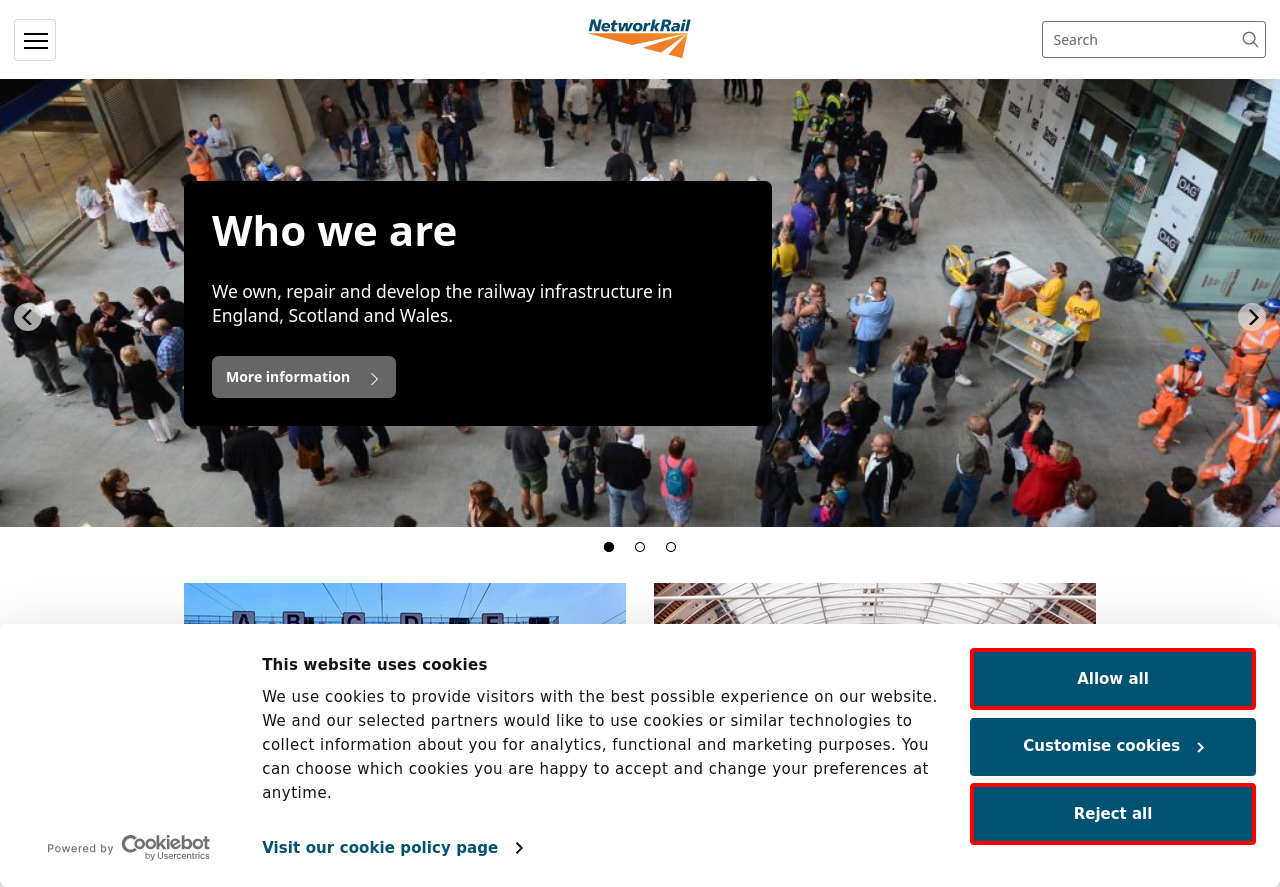 NetworkRail
Search
OAG
OAG
Who we are
We own, repair and develop the railway infrastructure in
England, Scotland and Wales.
More information
A B C D E
This website uses cookies
We use cookies to provide visitors with the best possible experience on our website.
We and our selected partners would like to use cookies or similar technologies to
collect information about you for analytics, functional and marketing purposes. You
can choose which cookies you are happy to accept and change your preferences at
anytime.
Visit our cookie policy page
Powered by Cookiebot
by Usercentrics
Allow all
Customise cookies
Reject all